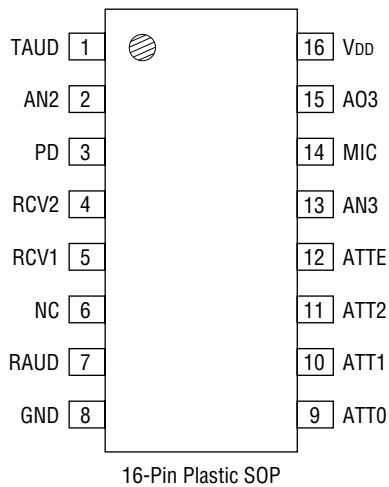 TAUD 1 16 VDD
AN2 2 15 AO3
PD 3 14 MIC
RCV2 4 13 AN3
RCV1 5 12 ATTE
NC 6 11 ATT2
RAUD 7 10 ATT1
GND 8 9 ATT0
16-Pin Plastic SOP